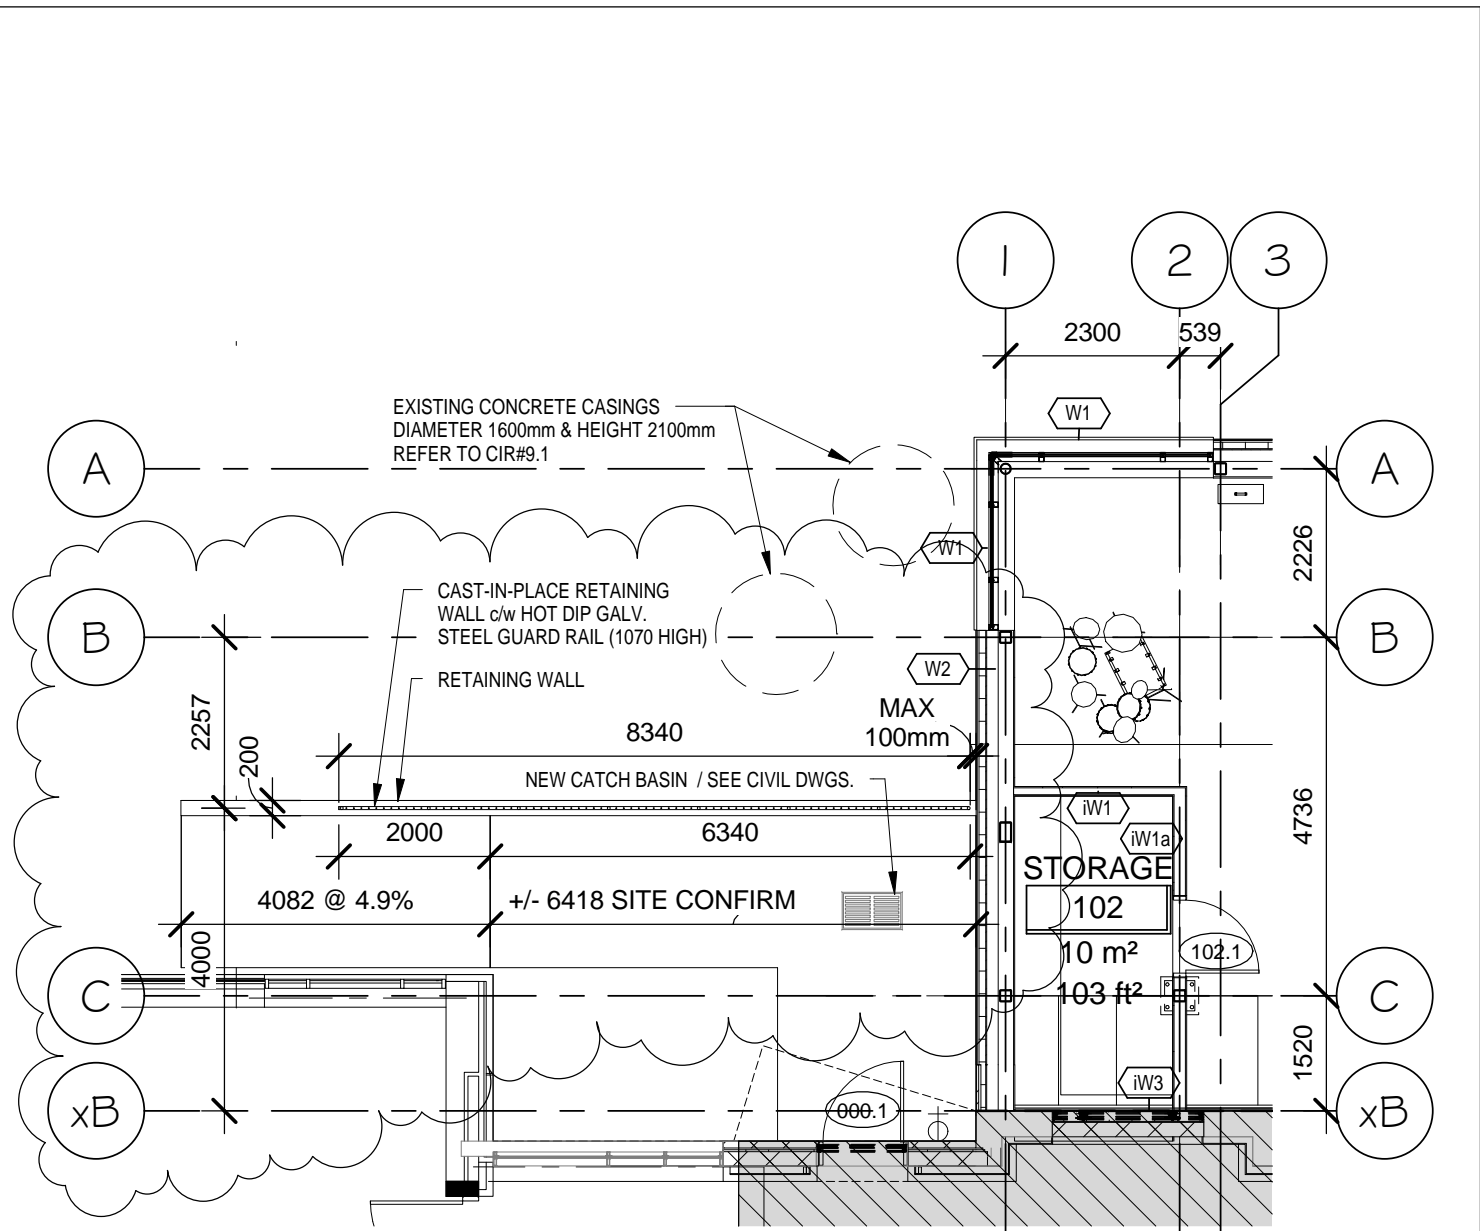 1 2 3
2300 539
EXISTING CONCRETE CASINGS
DIAMETER 1600mm & HEIGHT 2100mm
REFER TO CIR#9.1
W1
A A
2226
W1
CAST-IN-PLACE RETAINING
WALL c/w HOT DIP GALV.
STEEL GUARD RAIL (1070 HIGH)
B B
RETAINING WALL
W2
2257
MAX
100mm
8340
200
NEW CATCH BASIN / SEE CIVIL DWGS.
iW1
2000 6340
iW1a
4736
STORAGE
102
10 m²
103 ft²
4082 @ 4.9%
+/- 6418 SITE CONFIRM
102.1
4000
C C
1520
iW3
000.1
xB xB